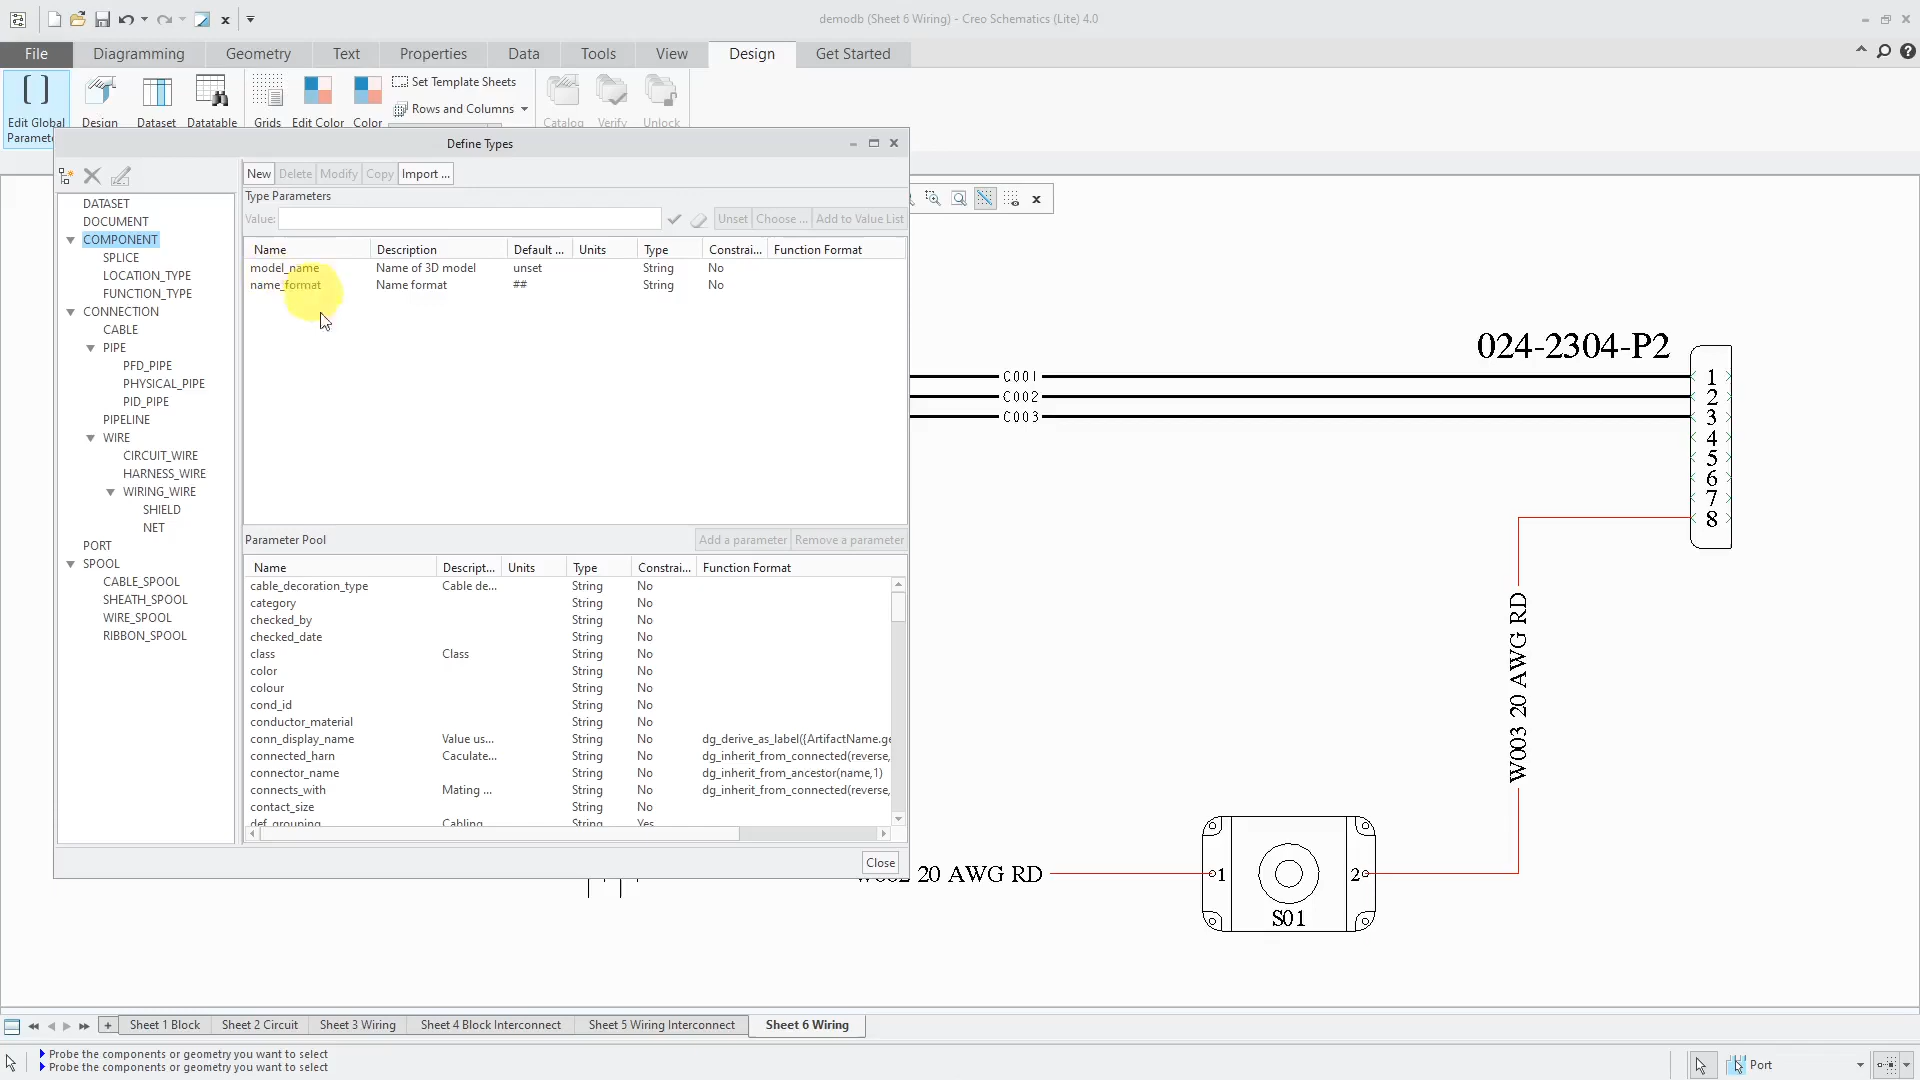 demodb (Sheet 6 Wiring) - Creo Schematics (Lite) 4.0
File Diagramming Geometry Text Properties Data Tools View Design Get Started
Set Template Sheets
Rows and Columns
Edit Global Design Dataset Datatable Grids Edit Color Color Catalog Verify Unlock
Define Types
New Delete Modify Copy Import ...
Type Parameters
Value: Unset Choose ... Add to Value List
Name Description Default ... Units Type Constrai... Function Format
model_name Name of 3D model unset String No
name_format Name format ## String No
DATASET
DOCUMENT
COMPONENT
SPLICE
LOCATION_TYPE
FUNCTION_TYPE
CONNECTION
CABLE
PIPE
PFD_PIPE
PHYSICAL_PIPE
PID_PIPE
PIPELINE
WIRE
CIRCUIT_WIRE
HARNESS_WIRE
WIRING_WIRE
SHIELD
NET
PORT
SPOOL
CABLE_SPOOL
SHEATH_SPOOL
WIRE_SPOOL
RIBBON_SPOOL
Parameter Pool Add a parameter Remove a parameter
Name Descript... Units Type Constrai... Function Format
cable_decoration_type Cable de... String No
category String No
checked_by String No
checked_date String No
class Class String No
color String No
colour String No
cond_id String No
conductor_material String No
conn_display_name Value us... String No dg_derive_as_label({ArtifactName.ge
connected_harn Caculate... String No dg_inherit_from_connected(reverse,
connector_name String No dg_inherit_from_ancestor(name,1)
connects_with Mating ... String No dg_inherit_from_connected(reverse,
contact_size String No
def_grouping Cabling String Yes
Close
024-2304-P2
C001
C002
C003
1
2
3
4
5
6
7
8
W003 20 AWG RD
20 AWG RD
1
2
S01
Sheet 1 Block Sheet 2 Circuit Sheet 3 Wiring Sheet 4 Block Interconnect Sheet 5 Wiring Interconnect Sheet 6 Wiring
Probe the components or geometry you want to select
Probe the components or geometry you want to select
Port